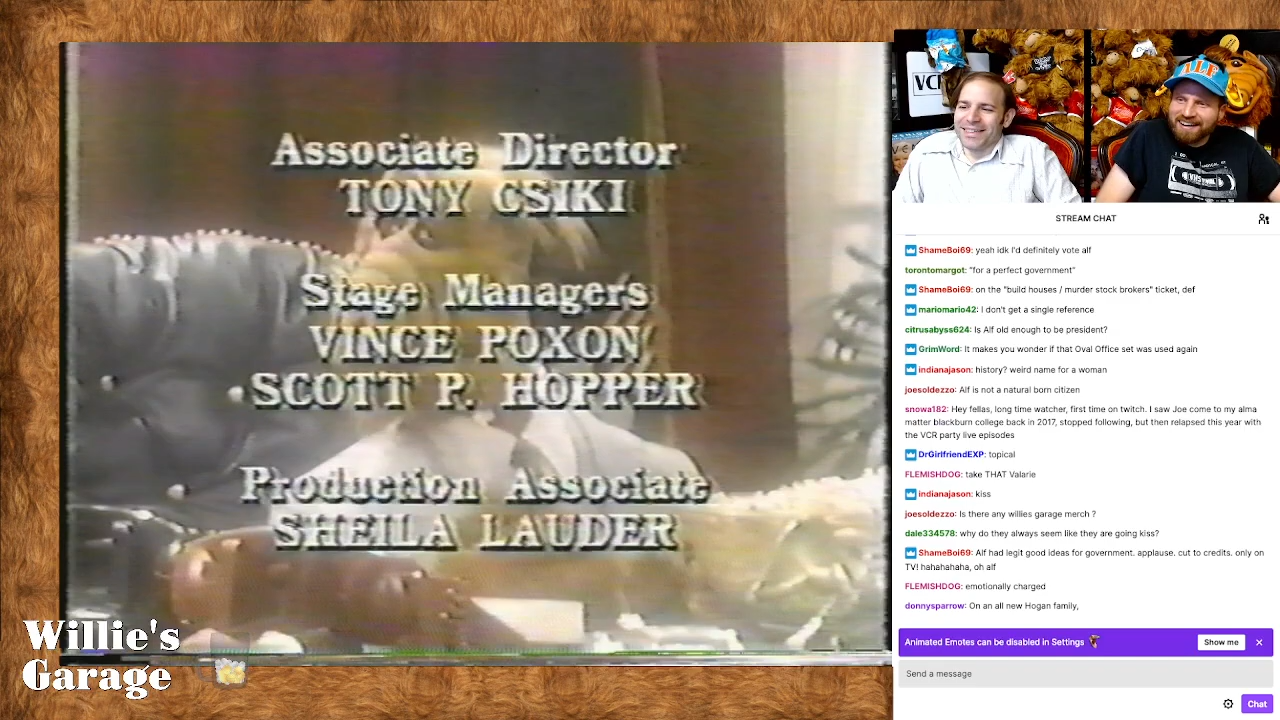 Associate Director
TONY CSIKI
Stage Managers
VINCE POXON
SCOTT P. HOPPER
Production Associate
SHEILA LAUDER
Willie's
Garage
VCR
ALF
STREAM CHAT
ShameBoi69: yeah idk I'd definitely vote alf
torontomargot: "for a perfect government"
ShameBoi69: on the "build houses / murder stock brokers" ticket, def
mariomario42: I don't get a single reference
citrusabyss624: Is Alf old enough to be president?
GrimWord: It makes you wonder if that Oval Office set was used again
indianajason: history? weird name for a woman
joesoldezzo: Alf is not a natural born citizen
snowa182: Hey fellas, long time watcher, first time on twitch. I saw Joe come to my alma
matter blackburn college back in 2017, stopped following, but then relapsed this year with
the VCR party live episodes
DrGirlfriendEXP: topical
FLEMISHDOG: take THAT Valarie
indianajason: kiss
joesoldezzo: Is there any willies garage merch ?
dale334578: why do they always seem like they are going kiss?
ShameBoi69: Alf had legit good ideas for government. applause. cut to credits. only on
TV! hahahahaha, oh alf
FLEMISHDOG: emotionally charged
donnysparrow: On an all new Hogan family,
Animated Emotes can be disabled in Settings
Show me
Send a message
Chat